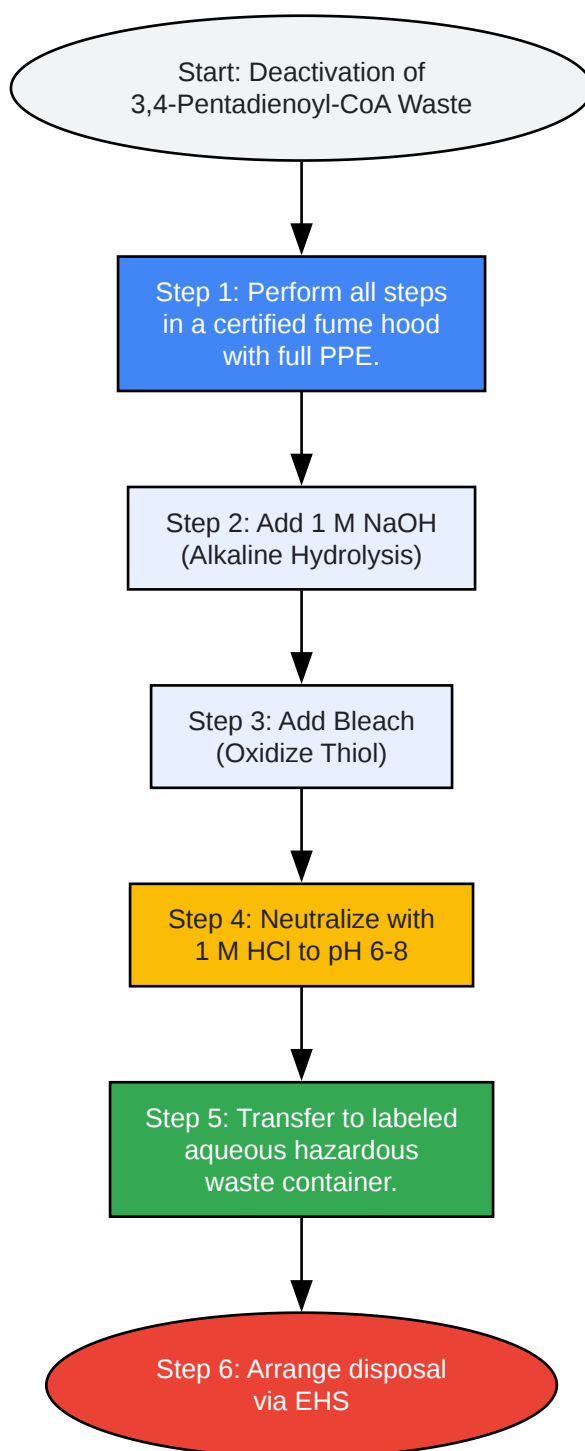 Start: Deactivation of
3,4-Pentadienoyl-CoA Waste
Step 1: Perform all steps
in a certified fume hood
with full PPE.
Step 2: Add 1 M NaOH
(Alkaline Hydrolysis)
Step 3: Add Bleach
(Oxidize Thiol)
Step 4: Neutralize with
1 M HCl to pH 6-8
Step 5: Transfer to labeled
aqueous hazardous
waste container.
Step 6: Arrange disposal
via EHS